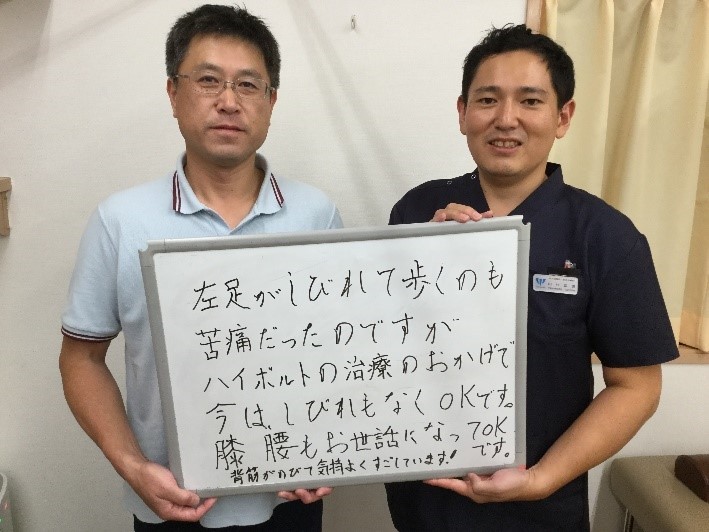 左足がしびれて歩くのも
苦痛だったのですが
ハイボルトの治療のおかげで
今は、しびれもなくOKです。
膝 腰もお世話になってOK
です。
背筋がのびて気持よくすごしています!